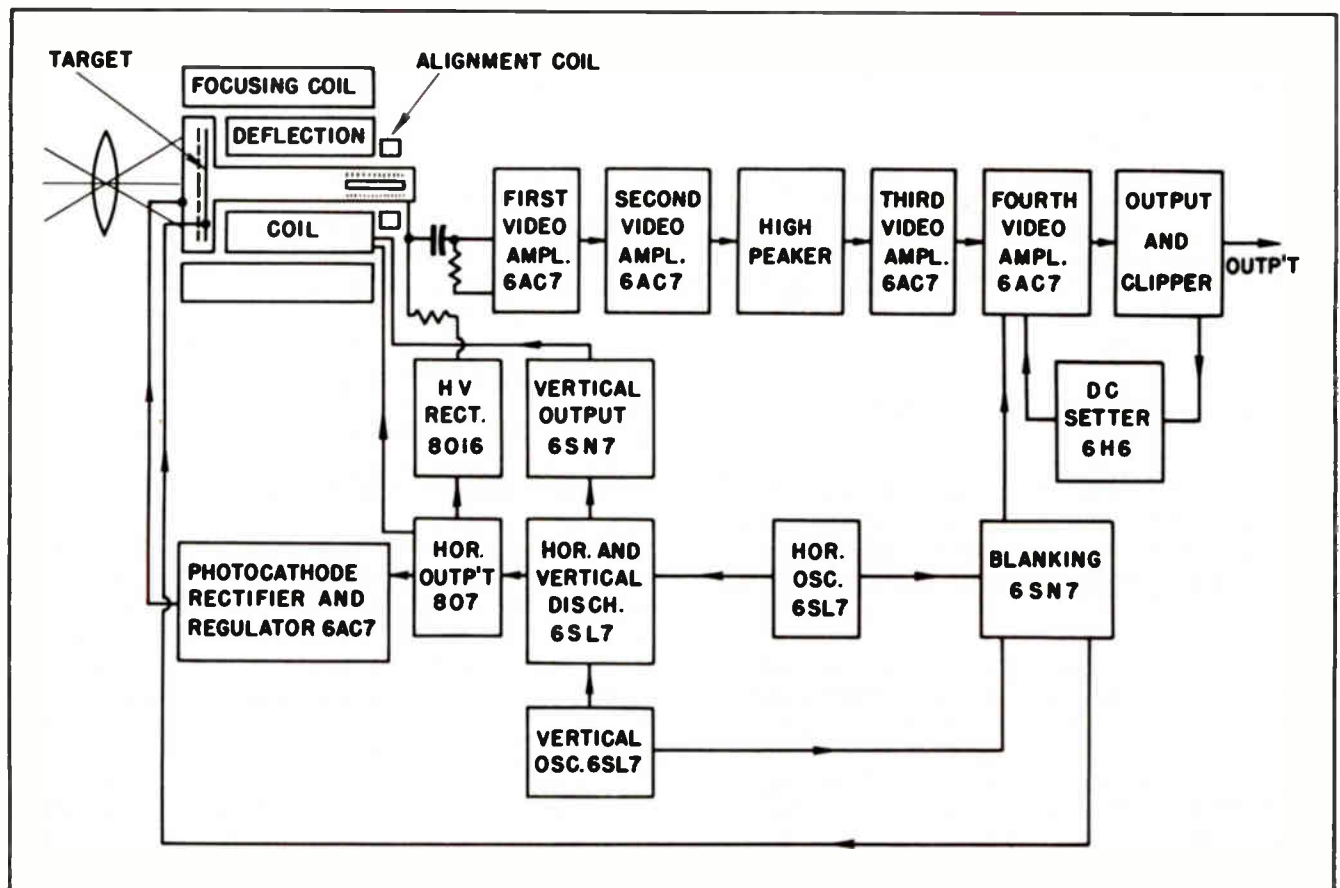 TARGET
ALIGNMENT COIL
FOCUSING COIL
DEFLECTION
COIL
FIRST
VIDEO
AMPL.
6AC7
SECOND
VIDEO
AMPL.
6AC7
HIGH
PEAKER
THIRD
VIDEO
AMPL.
6AC7
FOURTH
VIDEO
AMPL.
6AC7
OUTPUT
AND
CLIPPER
OUTP'T
HV
RECT.
8016
VERTICAL
OUTPUT
6SN7
DC
SETTER
6H6
PHOTOCATHODE
RECTIFIER AND
REGULATOR 6AC7
HOR.
OUTP'T
807
HOR. AND
VERTICAL
DISCH.
6SL7
HOR.
OSC.
6SL7
BLANKING
6SN7
VERTICAL
OSC. 6SL7